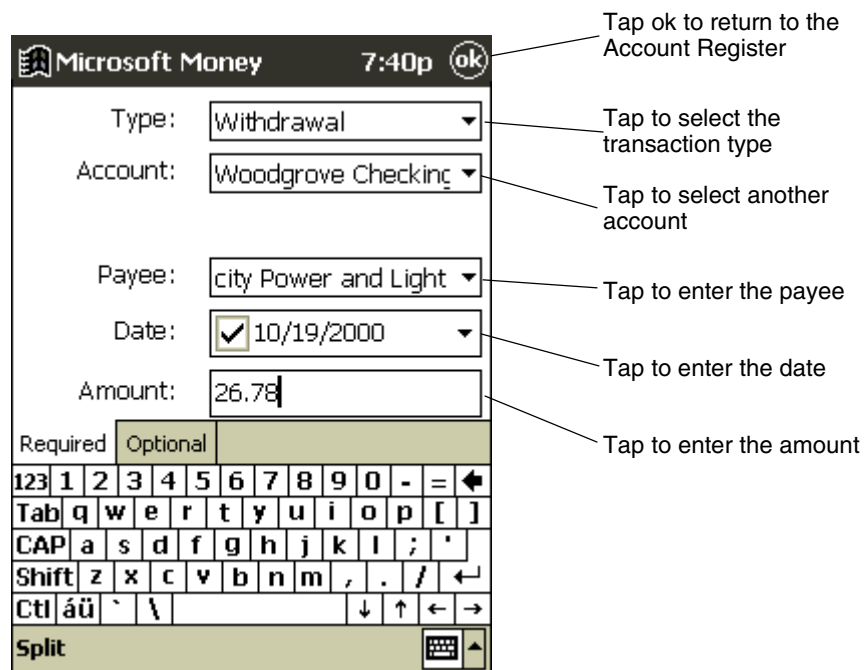 Tap ok to return to the
Account Register
Microsoft Money 7:40p ok
Type: Withdrawal
Tap to select the
transaction type
Account: Woodgrove Checking
Tap to select another
account
Payee: city Power and Light
Tap to enter the payee
Date: 10/19/2000
Tap to enter the date
Amount: 26.78
Tap to enter the amount
Required Optional
123 1 2 3 4 5 6 7 8 9 0 - =
Tab q w e r t y u i o p [ ]
CAP a s d f g h j k l ; '
Shift z x c v b n m , . /
Ctl áü ` \ ↓ ↑ ← →
Split